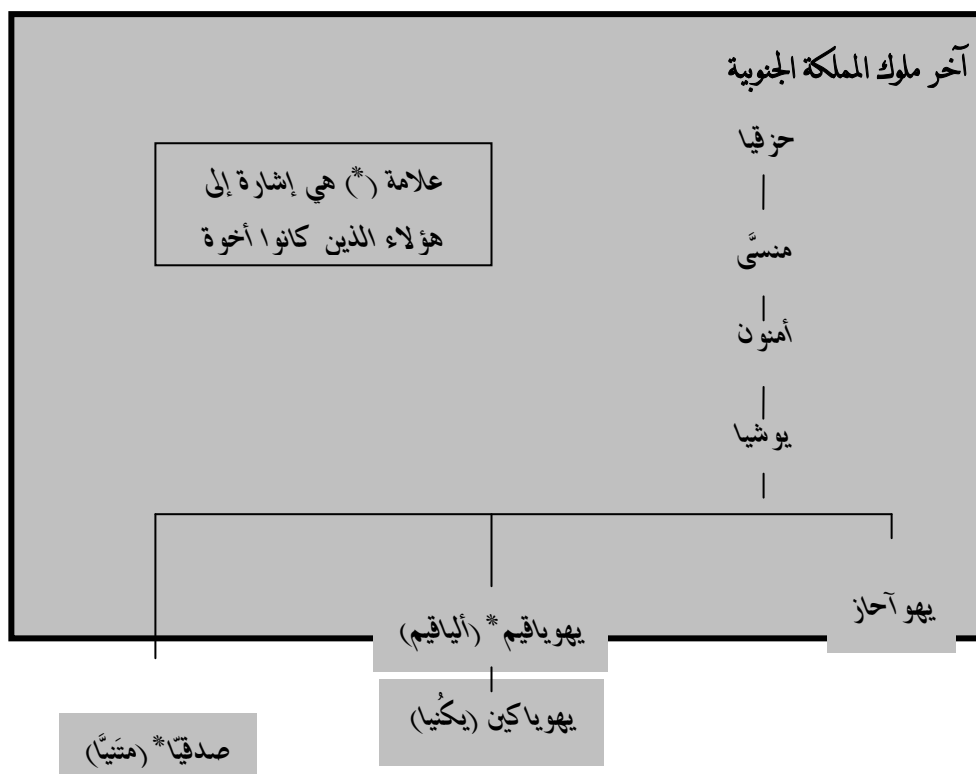 آخر ملوك المملكة الجنوبية
حزقيا
علامة (*) هي إشارة إلى
هؤلاء الذين كانوا أخوة
منسَّى
أمنون
يوشيا
يهوآحاز
يهوياقيم* (ألياقيم)
يهوياكين (يكُنيا)
صدقيّا* (متَنيَّا)